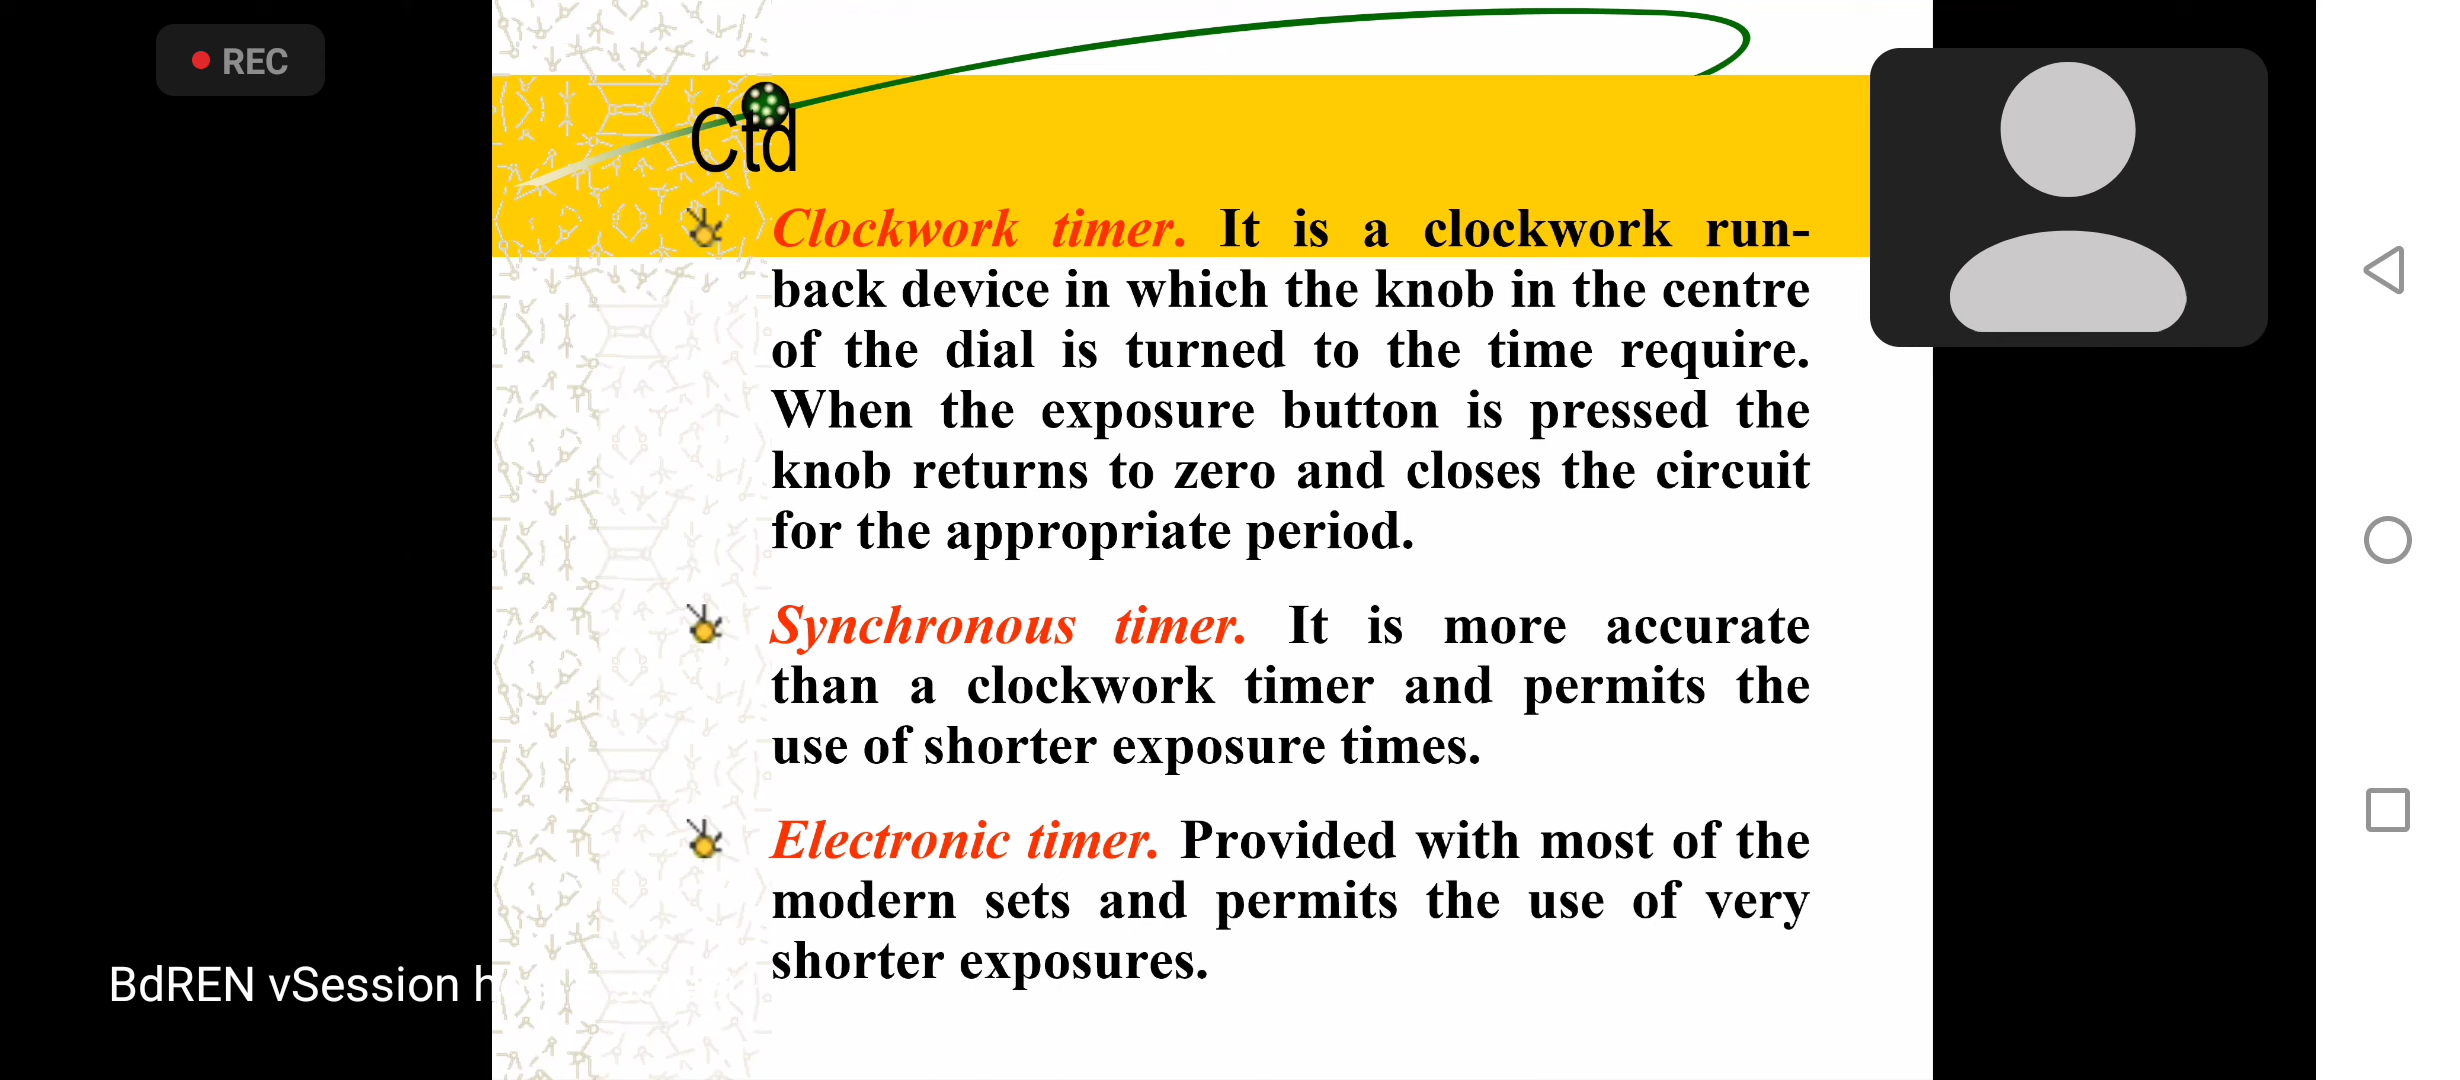 REC
Ctd
Clockwork timer. It is a clockwork run-
back device in which the knob in the centre
of the dial is turned to the time require.
When the exposure button is pressed the
knob returns to zero and closes the circuit
for the appropriate period.
Synchronous timer. It is more accurate
than a clockwork timer and permits the
use of shorter exposure times.
Electronic timer. Provided with most of the
modern sets and permits the use of very
shorter exposures.
BdREN vSession